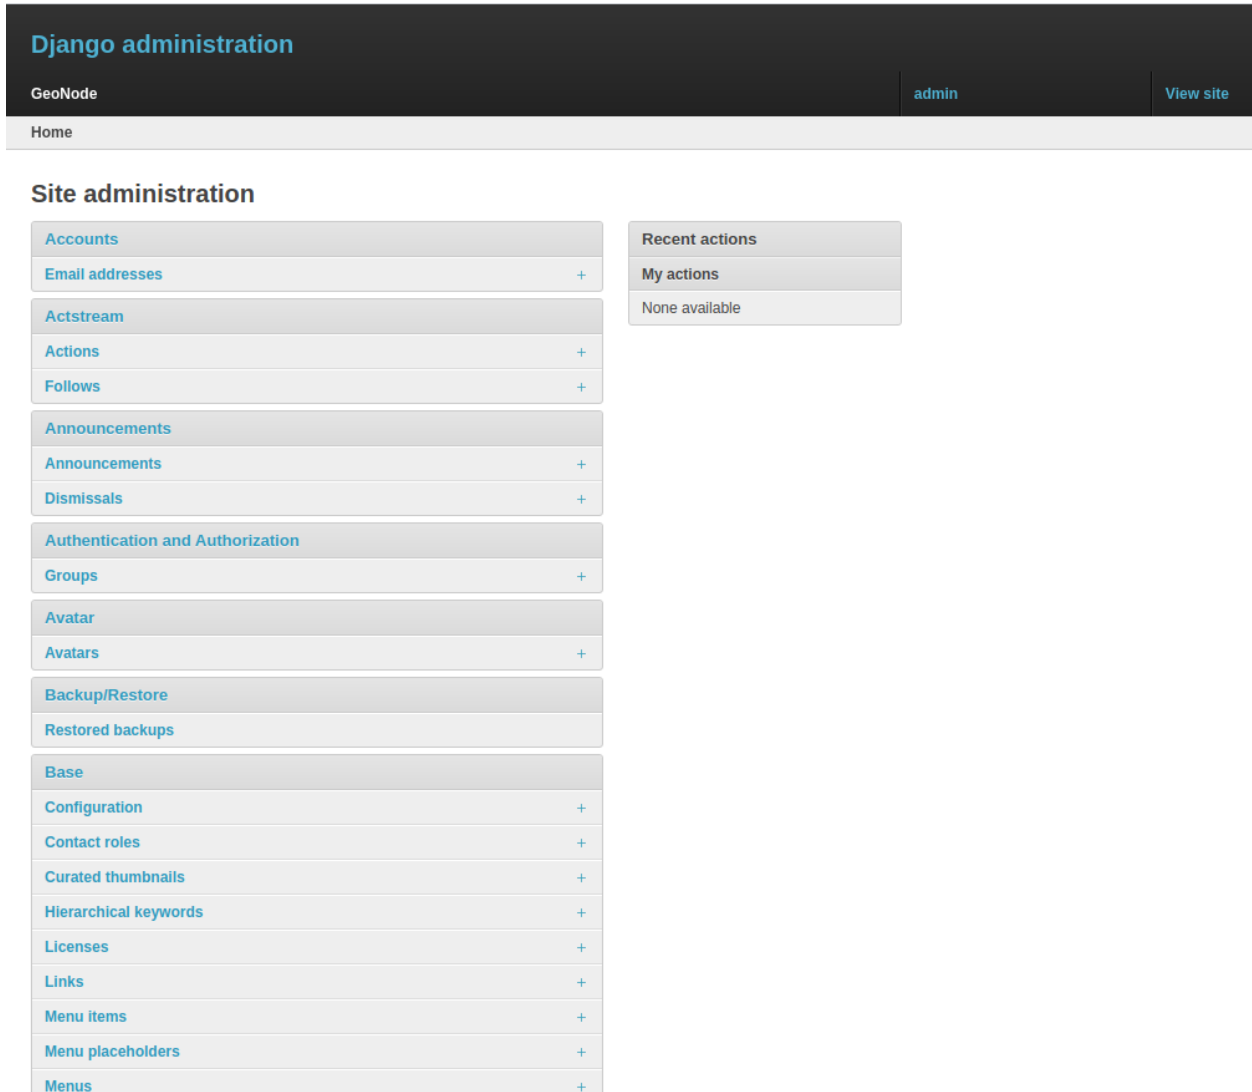 Django administration
GeoNode
admin
View site
Home
Site administration
Accounts
Email addresses +
Actstream
Actions +
Follows +
Announcements
Announcements +
Dismissals +
Authentication and Authorization
Groups +
Avatar
Avatars +
Backup/Restore
Restored backups
Base
Configuration +
Contact roles +
Curated thumbnails +
Hierarchical keywords +
Licenses +
Links +
Menu items +
Menu placeholders +
Menus +
Recent actions
My actions
None available